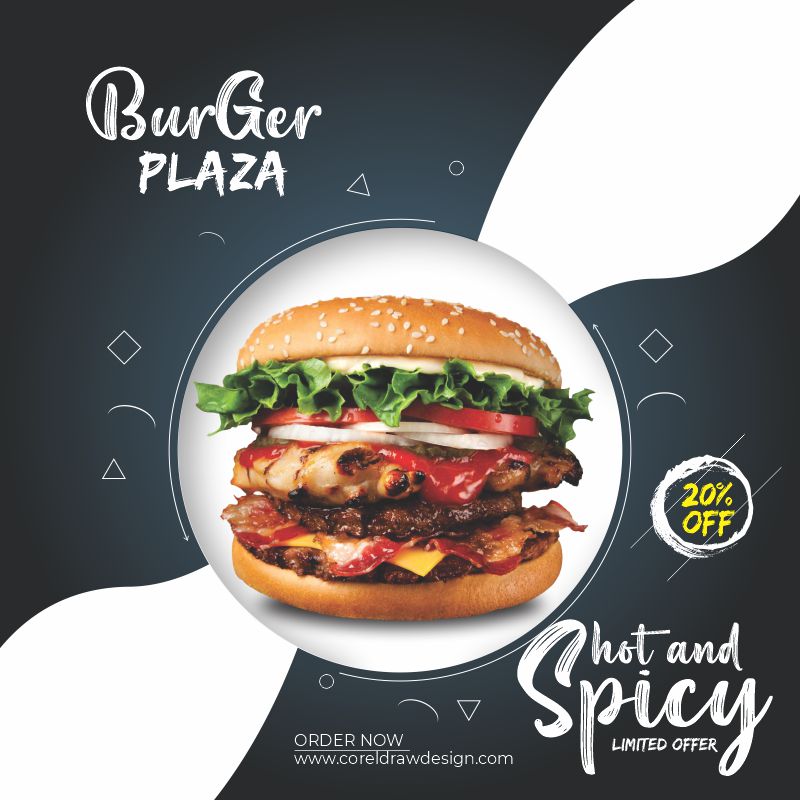 BurGer
PLAZA
20%
OFF
hot and
Spicy
LIMITED OFFER
ORDER NOW
www.coreldrawdesign.com